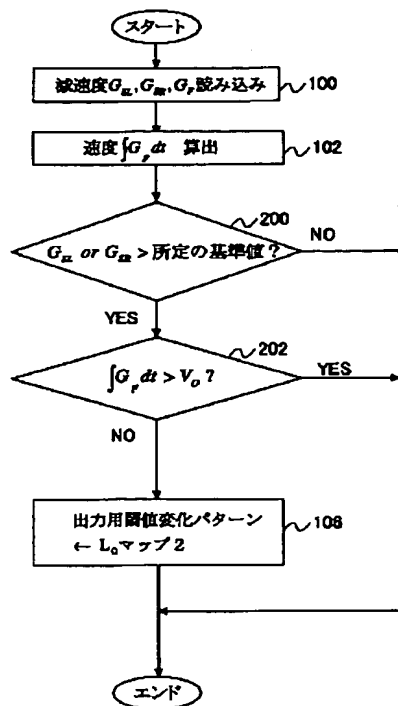 スタート
減速度G_SL,G_SR,G_F読み込み
100
速度∫G_F dt 算出
102
200
G_SL or G_SR > 所定の基準値?
NO
YES
202
∫G_F dt > V_O ?
YES
NO
出力用閾値変化パターン
← L_Oマップ2
108
エンド